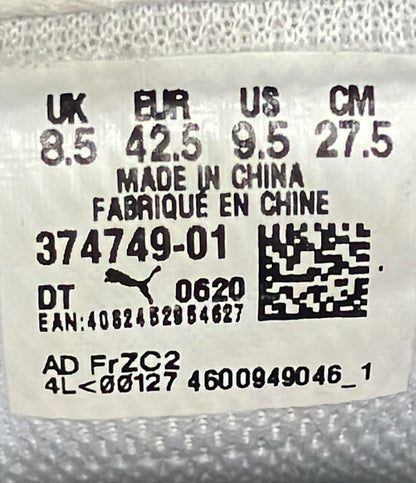 UK EUR US CM
8.5 42.5 9.5 27.5
MADE IN CHINA
FABRIQUÉ EN CHINE
374749-01
DT 0620
EAN:4062452954627
AD FrZC2
4L<00127 4600949046_1